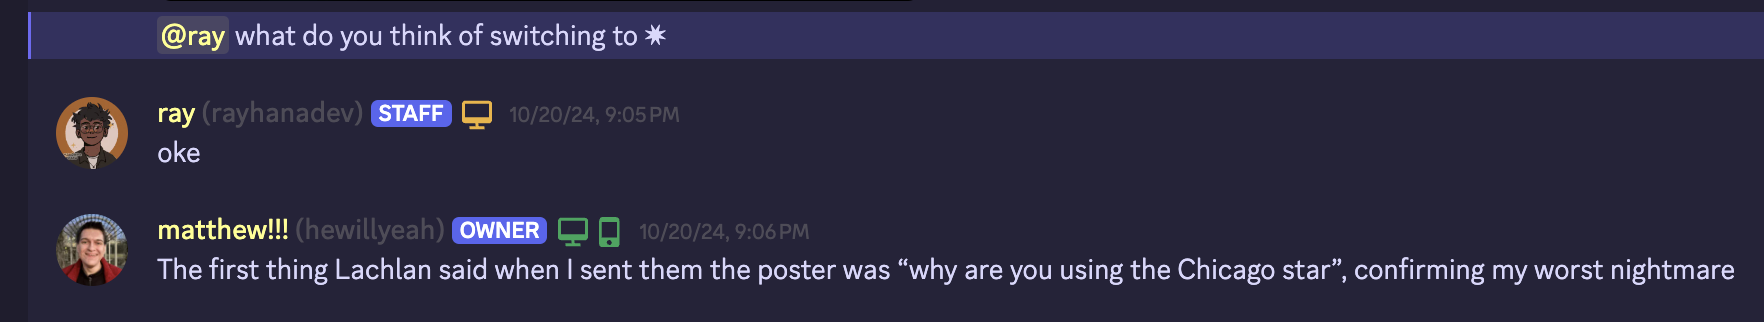 @ray what do you think of switching to ✷
ray (rayhanadev) STAFF 10/20/24, 9:05 PM
oke
matthew!!! (hewillyeah) OWNER 10/20/24, 9:06 PM
The first thing Lachlan said when I sent them the poster was “why are you using the Chicago star”, confirming my worst nightmare